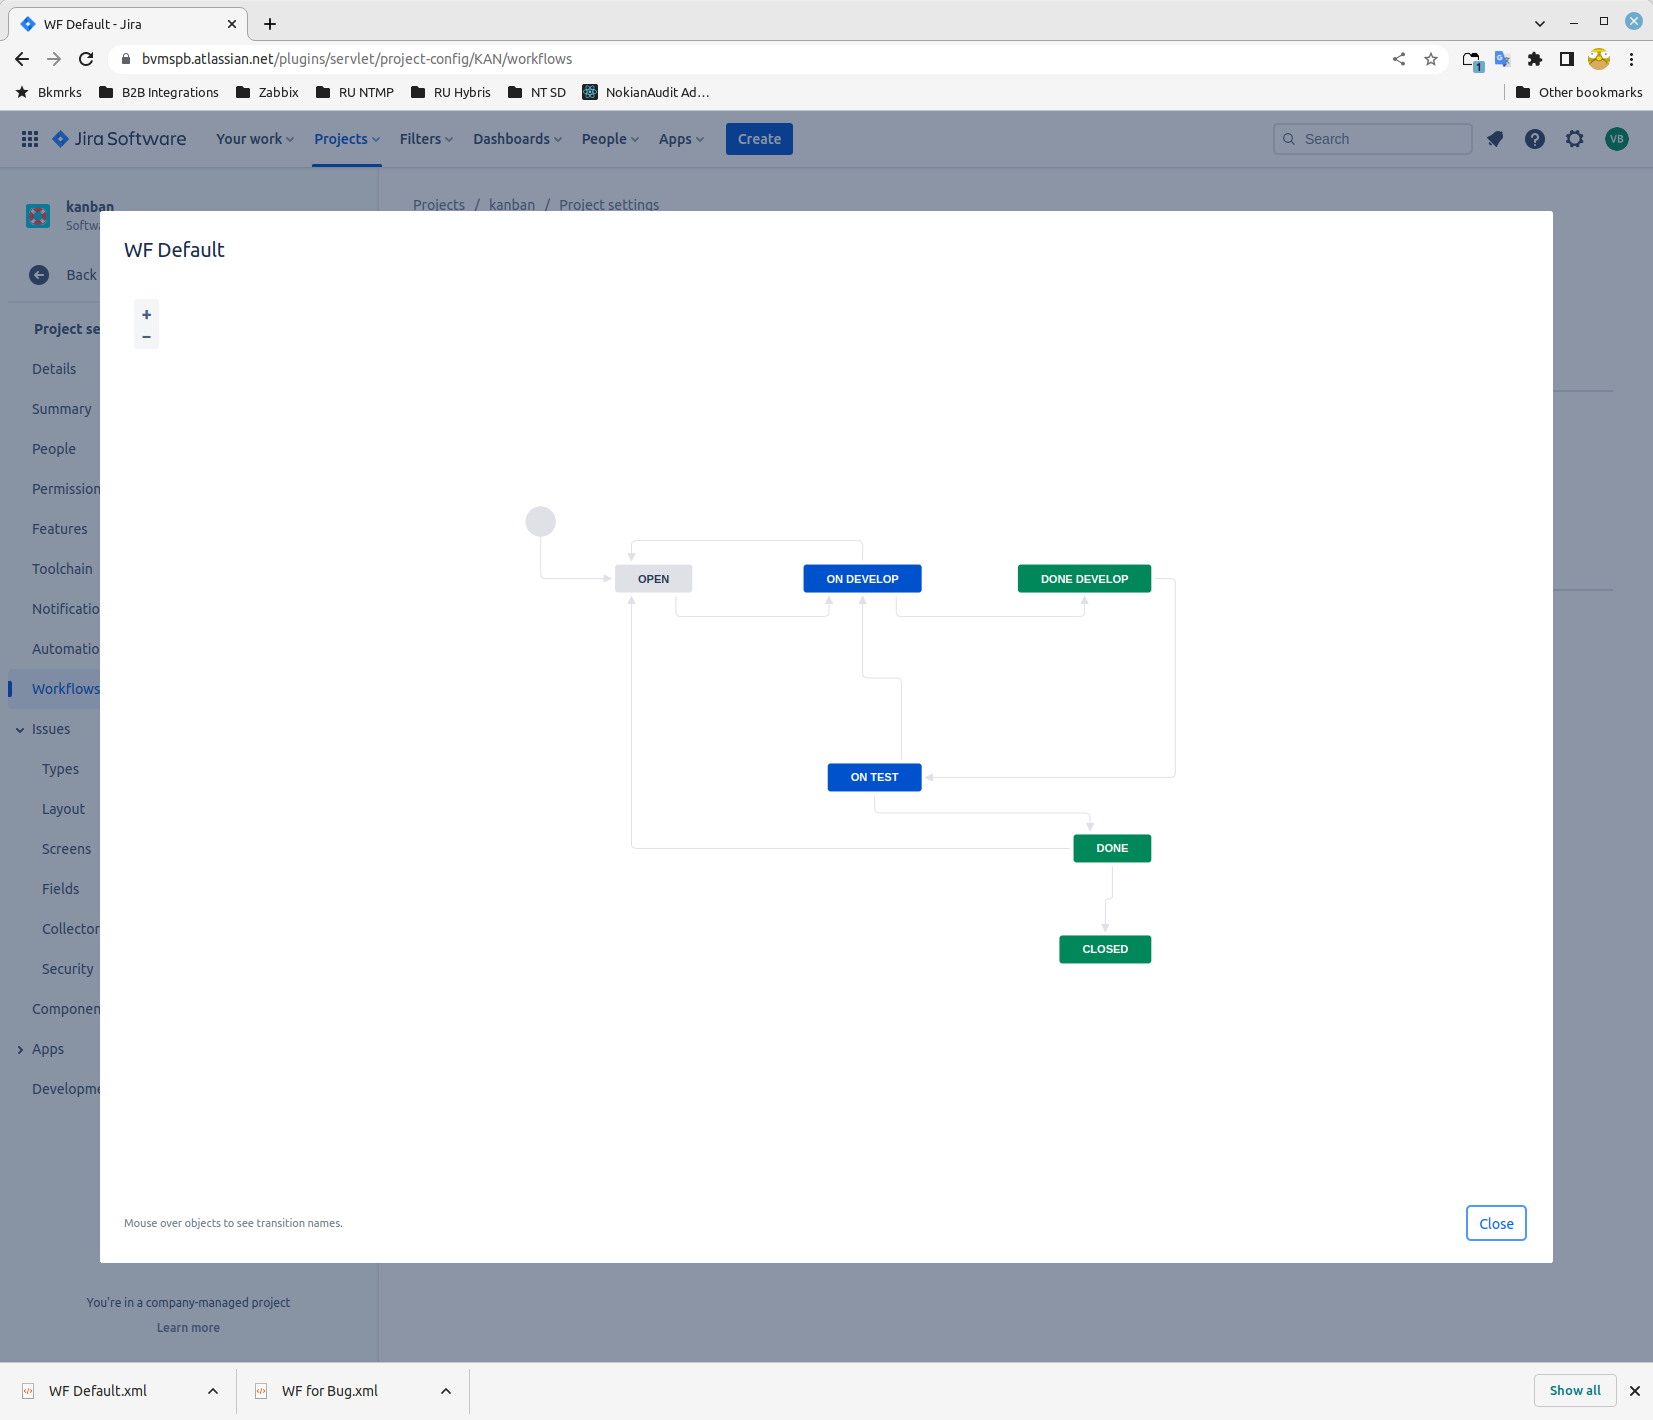 WF Default - Jira
bvmspb.atlassian.net/plugins/servlet/project-config/KAN/workflows
1
Bkmrks B2B Integrations Zabbix RU NTMP RU Hybris NT SD NokianAudit Ad... Other bookmarks
Jira Software Your work Projects Filters Dashboards People Apps Create Search VB
kanban
Softwa
Projects / kanban / Project settings
WF Default
Back
+
−
Project se
Details
Summary
People
Permission
Features
Toolchain
Notificatio
Automatio
Workflows
Issues
Types
Layout
Screens
Fields
Collector
Security
Componen
Apps
Developme
OPEN ON DEVELOP DONE DEVELOP
ON TEST
DONE
CLOSED
Mouse over objects to see transition names.
Close
You're in a company-managed project
Learn more
WF Default.xml WF for Bug.xml Show all